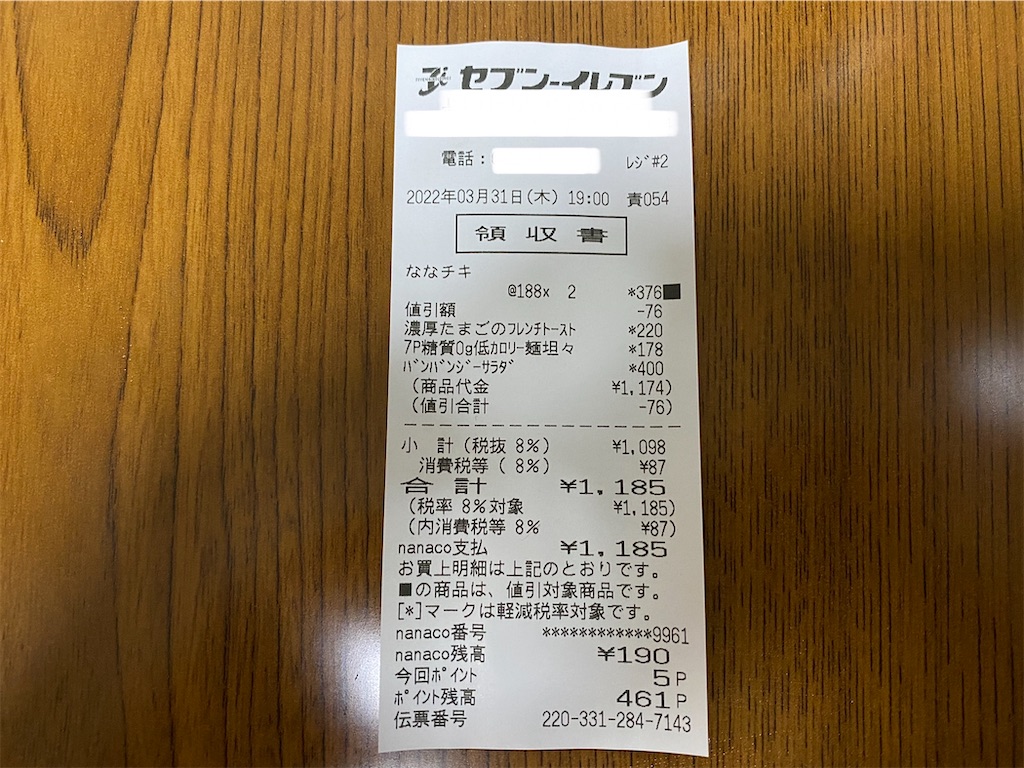 セブン-イレブン
電話: レジ#2
2022年03月31日(木) 19:00 責054
領収書
ななチキ
@188x 2 *376■
値引額 -76
濃厚たまごのフレンチトースト *220
7P糖質0g低カロリー麺坦々 *178
バンバンジーサラダ *400
(商品代金 ¥1,174)
(値引合計 -76)
小 計(税抜 8%) ¥1,098
消費税等( 8%) ¥87
合 計 ¥1,185
(税率 8%対象 ¥1,185)
(内消費税等 8% ¥87)
nanaco支払 ¥1,185
お買上明細は上記のとおりです。
■の商品は、値引対象商品です。
[*]マークは軽減税率対象です。
nanaco番号 ************9961
nanaco残高 ¥190
今回ポイント 5P
ポイント残高 461P
伝票番号 220-331-284-7143